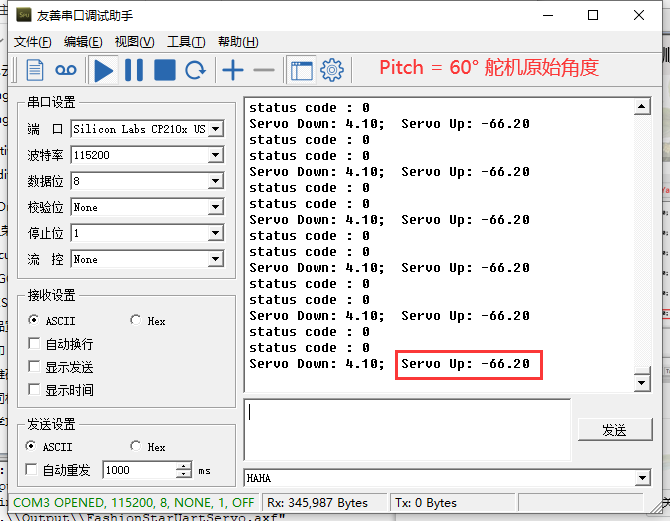 友善串口调试助手
文件(F) 编辑(E) 视图(V) 工具(T) 帮助(H)
Pitch = 60° 舵机原始角度
串口设置
端 口 Silicon Labs CP210x US
波特率 115200
数据位 8
校验位 None
停止位 1
流 控 None
接收设置
ASCII Hex
自动换行
显示发送
显示时间
发送设置
ASCII Hex
自动重发 1000 ms
status code : 0
Servo Down: 4.10; Servo Up: -66.20
status code : 0
status code : 0
Servo Down: 4.10; Servo Up: -66.20
status code : 0
status code : 0
Servo Down: 4.10; Servo Up: -66.20
status code : 0
status code : 0
Servo Down: 4.10; Servo Up: -66.20
status code : 0
status code : 0
Servo Down: 4.10; Servo Up: -66.20
status code : 0
status code : 0
Servo Down: 4.10; Servo Up: -66.20
发送
HAHA
COM3 OPENED, 115200, 8, NONE, 1, OFF Rx: 345,987 Bytes Tx: 0 Bytes
.\\Output\\FashionStarUartServo.axf"